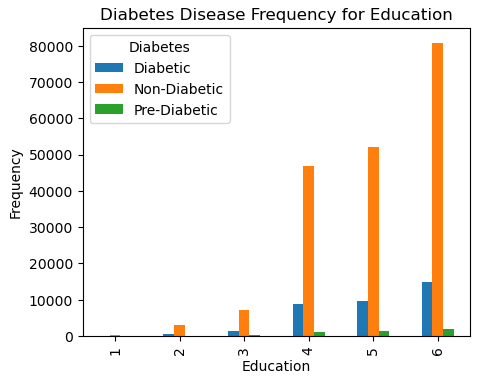 Diabetes Disease Frequency for Education
Diabetes
Diabetic
Non-Diabetic
Pre-Diabetic
80000
70000
60000
50000
40000
30000
20000
10000
0
Frequency
1 2 3 4 5 6
Education